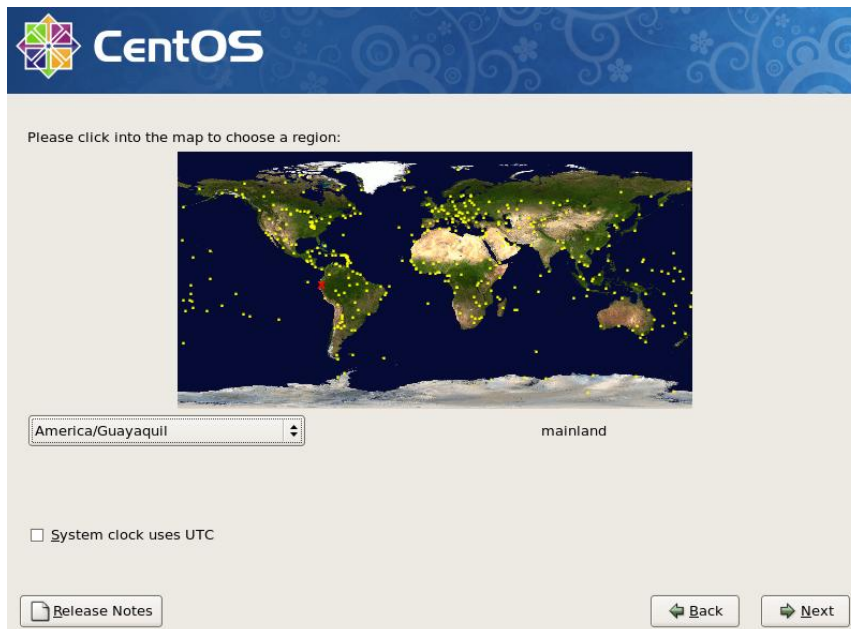 CentOS
Please click into the map to choose a region:
America/Guayaquil
mainland
System clock uses UTC
Release Notes
Back
Next